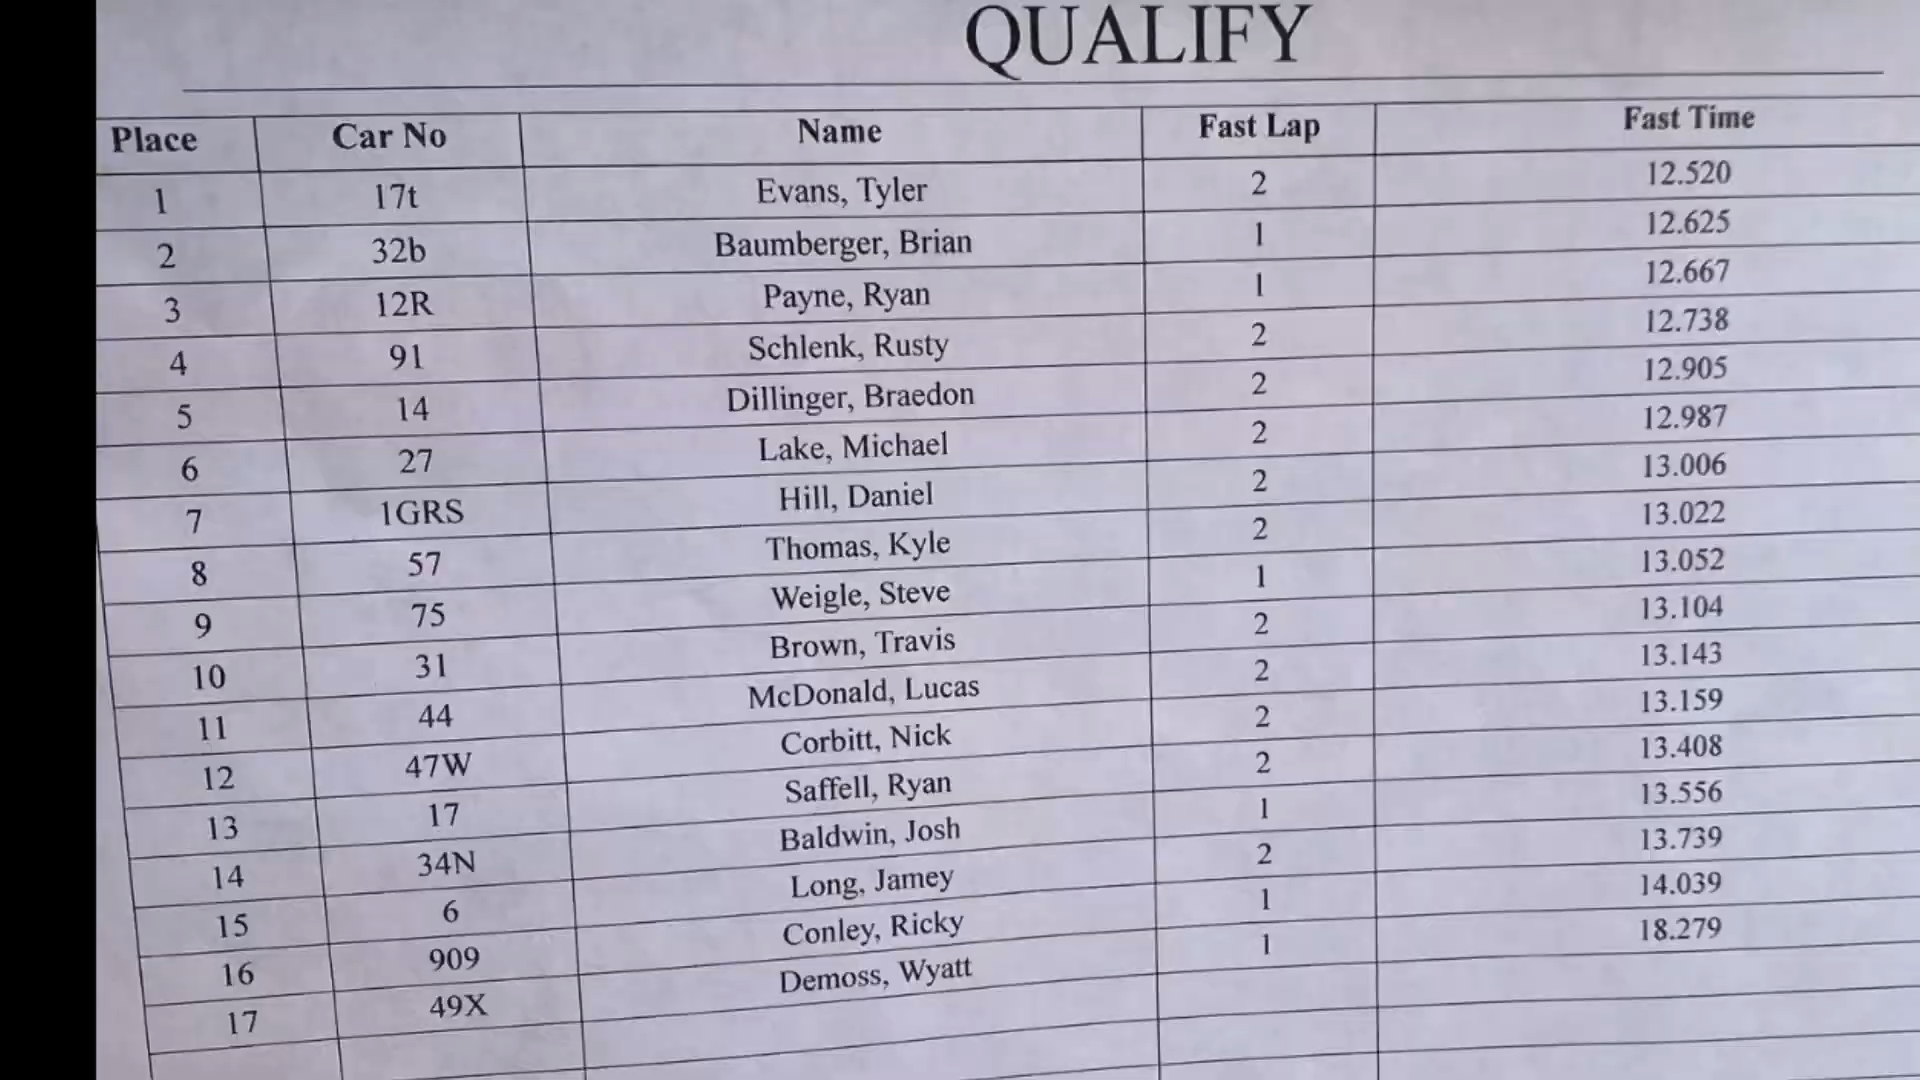 QUALIFY
Place Car No Name Fast Lap Fast Time
1 17t Evans, Tyler 2 12.520
2 32b Baumberger, Brian 1 12.625
3 12R Payne, Ryan 1 12.667
4 91 Schlenk, Rusty 2 12.738
5 14 Dillinger, Braedon 2 12.905
6 27 Lake, Michael 2 12.987
7 1GRS Hill, Daniel 2 13.006
8 57 Thomas, Kyle 2 13.022
9 75 Weigle, Steve 1 13.052
10 31 Brown, Travis 2 13.104
11 44 McDonald, Lucas 2 13.143
12 47W Corbitt, Nick 2 13.159
13 17 Saffell, Ryan 2 13.408
14 34N Baldwin, Josh 1 13.556
15 6 Long, Jamey 2 13.739
16 909 Conley, Ricky 1 14.039
17 49X Demoss, Wyatt 1 18.279